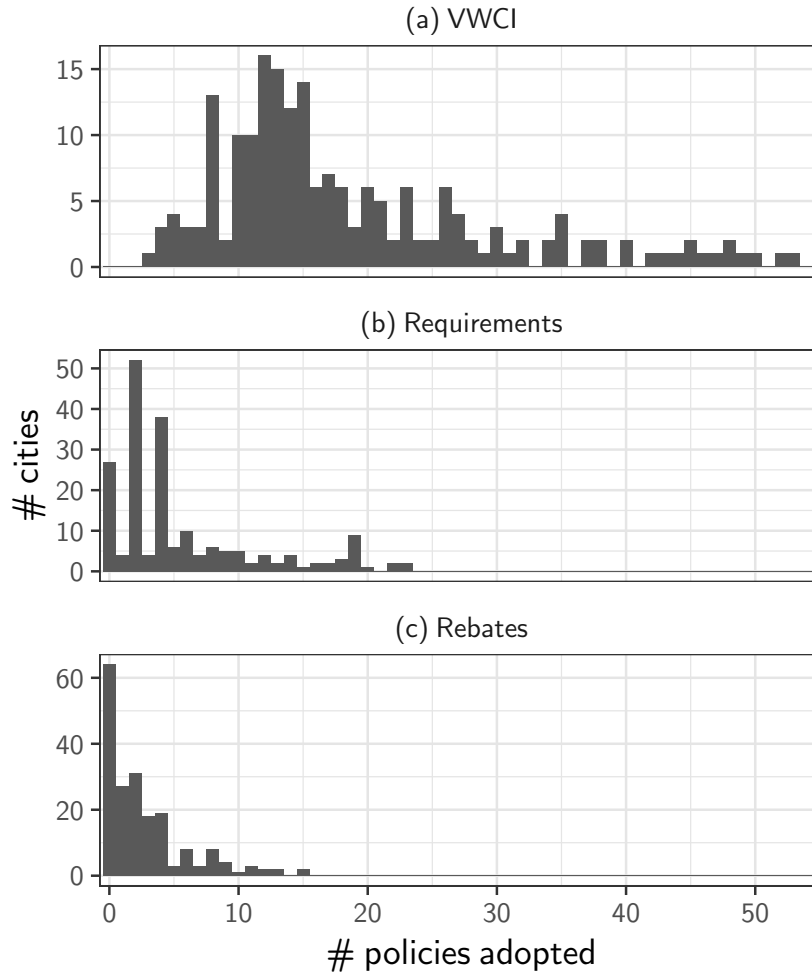 (a) VWCI
15
10
5
0
(b) Requirements
50
40
30
20
10
0
# cities
(c) Rebates
60
40
20
0
0 10 20 30 40 50
# policies adopted